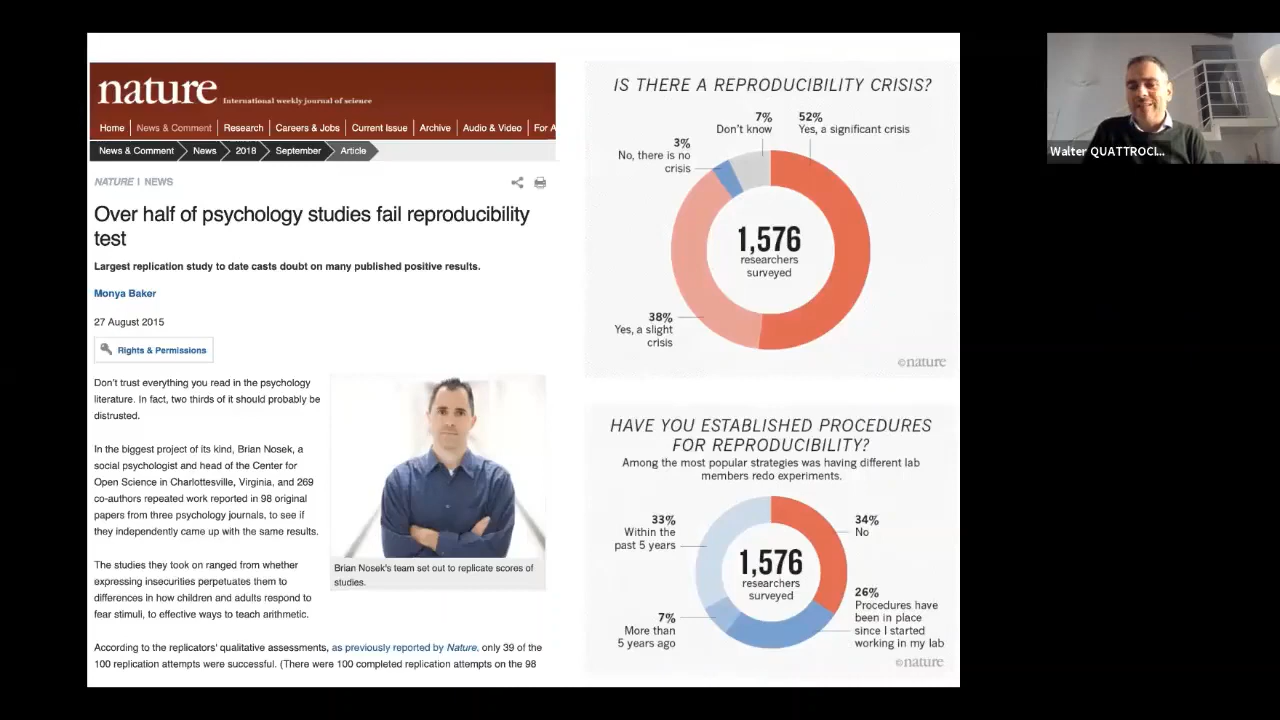 nature International weekly journal of science
Home News & Comment Research Careers & Jobs Current Issue Archive Audio & Video For A
News & Comment News 2018 September Article
NATURE | NEWS
Over half of psychology studies fail reproducibility
test
Largest replication study to date casts doubt on many published positive results.
Monya Baker
27 August 2015
Rights & Permissions
Don't trust everything you read in the psychology
literature. In fact, two thirds of it should probably be
distrusted.
In the biggest project of its kind, Brian Nosek, a
social psychologist and head of the Center for
Open Science in Charlottesville, Virginia, and 269
co-authors repeated work reported in 98 original
papers from three psychology journals, to see if
they independently came up with the same results.
The studies they took on ranged from whether
expressing insecurities perpetuates them to
differences in how children and adults respond to
fear stimuli, to effective ways to teach arithmetic.
Brian Nosek's team set out to replicate scores of
studies.
According to the replicators' qualitative assessments, as previously reported by Nature, only 39 of the
100 replication attempts were successful. (There were 100 completed replication attempts on the 98
IS THERE A REPRODUCIBILITY CRISIS?
7%
Don't know
52%
Yes, a significant crisis
3%
No, there is no
crisis
1,576
researchers
surveyed
38%
Yes, a slight
crisis
©nature
HAVE YOU ESTABLISHED PROCEDURES
FOR REPRODUCIBILITY?
Among the most popular strategies was having different lab
members redo experiments.
33%
Within the
past 5 years
34%
No
1,576
researchers
surveyed
7%
More than
5 years ago
26%
Procedures have
been in place
since I started
working in my lab
©nature
Walter QUATTROCI...